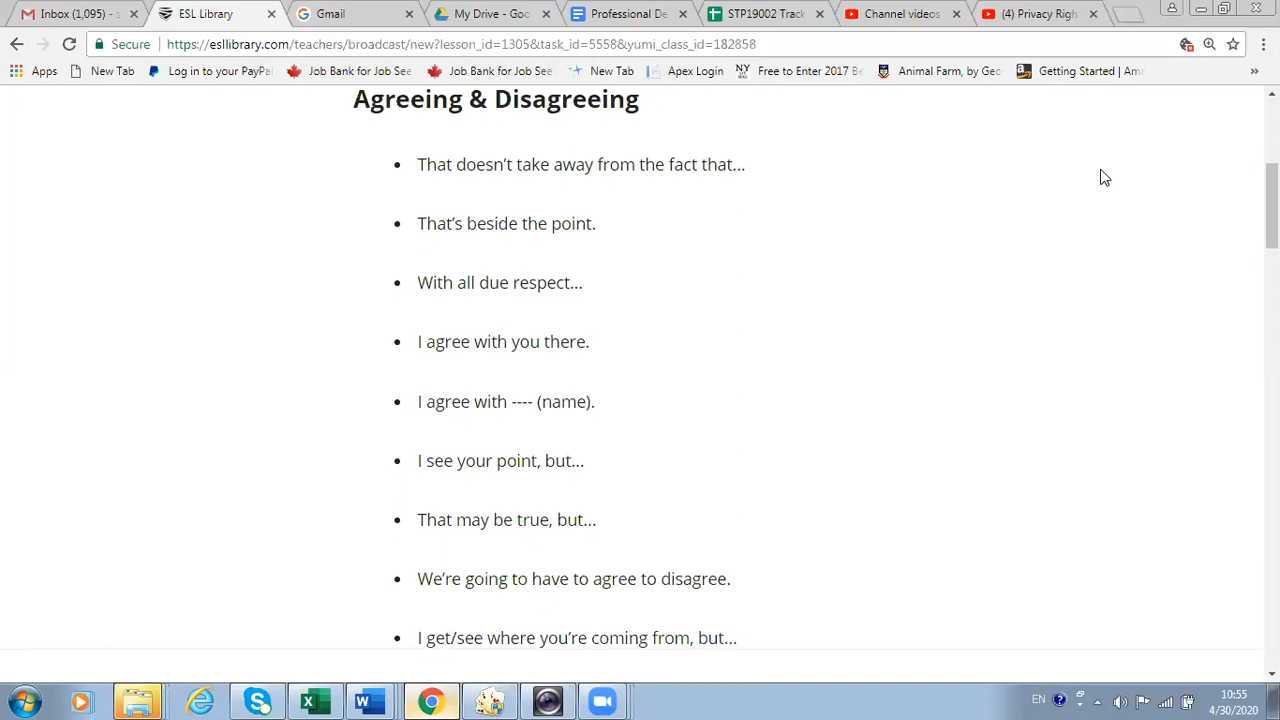 Inbox (1,095) - s
ESL Library
Gmail
My Drive - Goo
Professional De
STP19002 Track
Channel videos
(4) Privacy Righ
Secure
https://esllibrary.com/teachers/broadcast/new?lesson_id=1305&task_id=5558&yumi_class_id=182858
Apps
New Tab
Log in to your PayPal
Job Bank for Job See
Job Bank for Job See
New Tab
Apex Login
NY
Free to Enter 2017 Be
Animal Farm, by Geo
Getting Started | Am
»
Agreeing & Disagreeing
• That doesn't take away from the fact that...
• That's beside the point.
• With all due respect...
• I agree with you there.
• I agree with ---- (name).
• I see your point, but...
• That may be true, but...
• We're going to have to agree to disagree.
• I get/see where you're coming from, but...
EN
10:55
4/30/2020